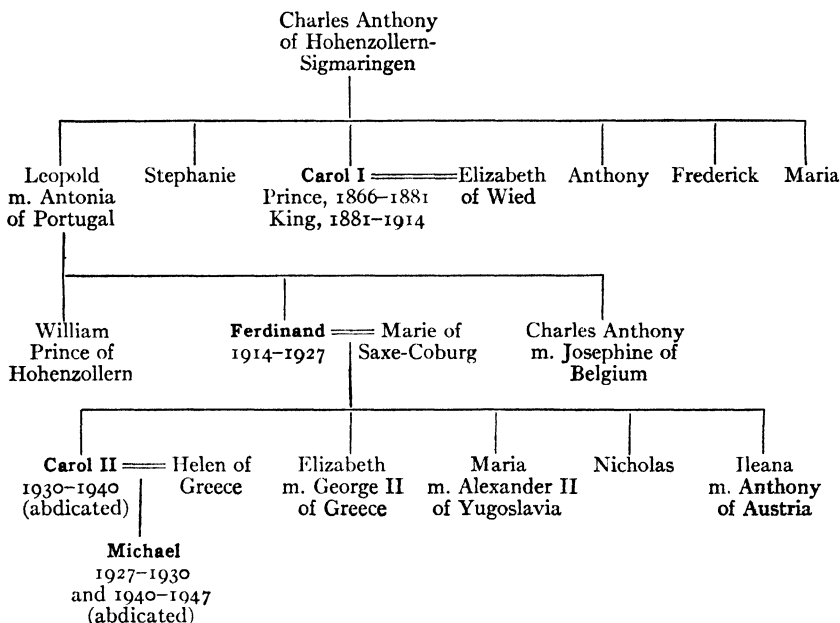 Charles Anthony
of Hohenzollern-
Sigmaringen
Leopold
m. Antonia
of Portugal
Stephanie
Carol I
Prince, 1866–1881
King, 1881–1914
Elizabeth
of Wied
Anthony
Frederick
Maria
William
Prince of
Hohenzollern
Ferdinand
1914–1927
Marie of
Saxe-Coburg
Charles Anthony
m. Josephine of
Belgium
Carol II
1930–1940
(abdicated)
Helen of
Greece
Elizabeth
m. George II
of Greece
Maria
m. Alexander II
of Yugoslavia
Nicholas
Ileana
m. Anthony
of Austria
Michael
1927–1930
and 1940–1947
(abdicated)